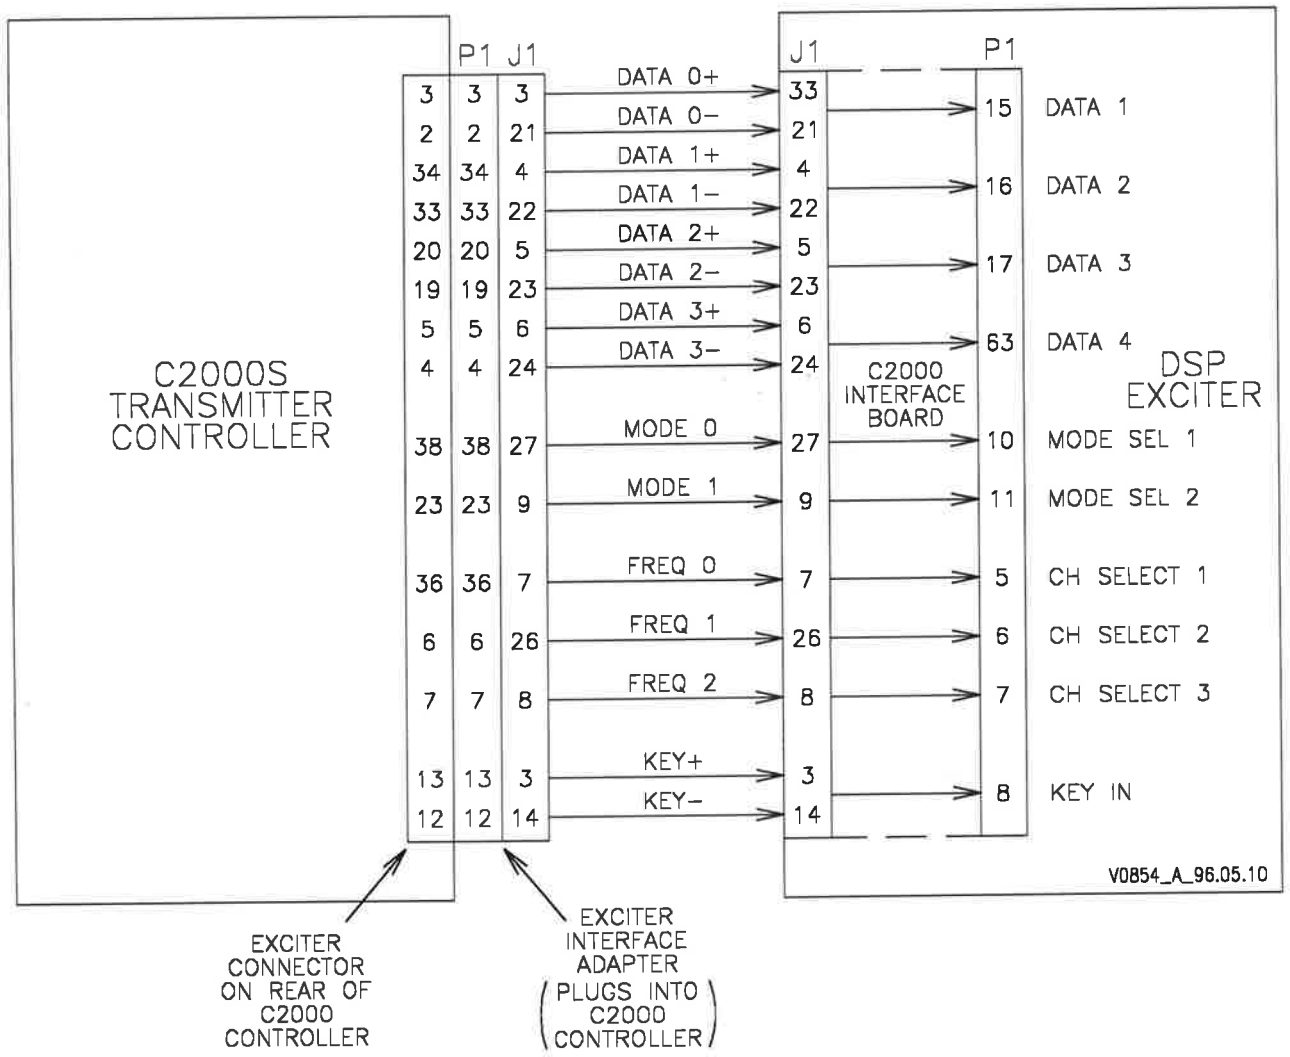 P1 J1
J1 P1
3 3 3 DATA 0+ 33
15 DATA 1
2 2 21 DATA 0- 21
34 34 4 DATA 1+ 4
16 DATA 2
33 33 22 DATA 1- 22
20 20 5 DATA 2+ 5
17 DATA 3
19 19 23 DATA 2- 23
5 5 6 DATA 3+ 6
63 DATA 4
4 4 24 DATA 3- 24
C2000S
TRANSMITTER
CONTROLLER
C2000
INTERFACE
BOARD
DSP
EXCITER
38 38 27 MODE 0 27 10 MODE SEL 1
23 23 9 MODE 1 9 11 MODE SEL 2
36 36 7 FREQ 0 7 5 CH SELECT 1
6 6 26 FREQ 1 26 6 CH SELECT 2
7 7 8 FREQ 2 8 7 CH SELECT 3
13 13 3 KEY+ 3
8 KEY IN
12 12 14 KEY- 14
V0854_A_96.05.10
EXCITER
CONNECTOR
ON REAR OF
C2000
CONTROLLER
EXCITER
INTERFACE
ADAPTER
(PLUGS INTO
C2000
CONTROLLER)